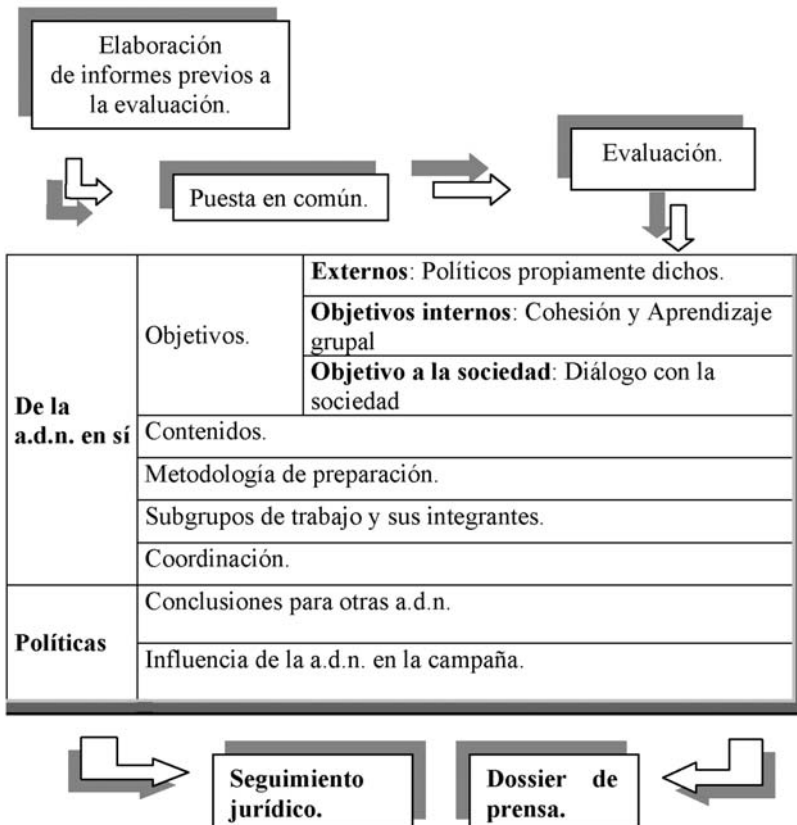 Elaboración
de informes previos a
la evaluación.
Puesta en común.
Evaluación.
De la
a.d.n. en sí
Objetivos.
Externos: Políticos propiamente dichos.
Objetivos internos: Cohesión y Aprendizaje
grupal
Objetivo a la sociedad: Diálogo con la
sociedad
Contenidos.
Metodología de preparación.
Subgrupos de trabajo y sus integrantes.
Coordinación.
Políticas
Conclusiones para otras a.d.n.
Influencia de la a.d.n. en la campaña.
Seguimiento
jurídico.
Dossier de
prensa.